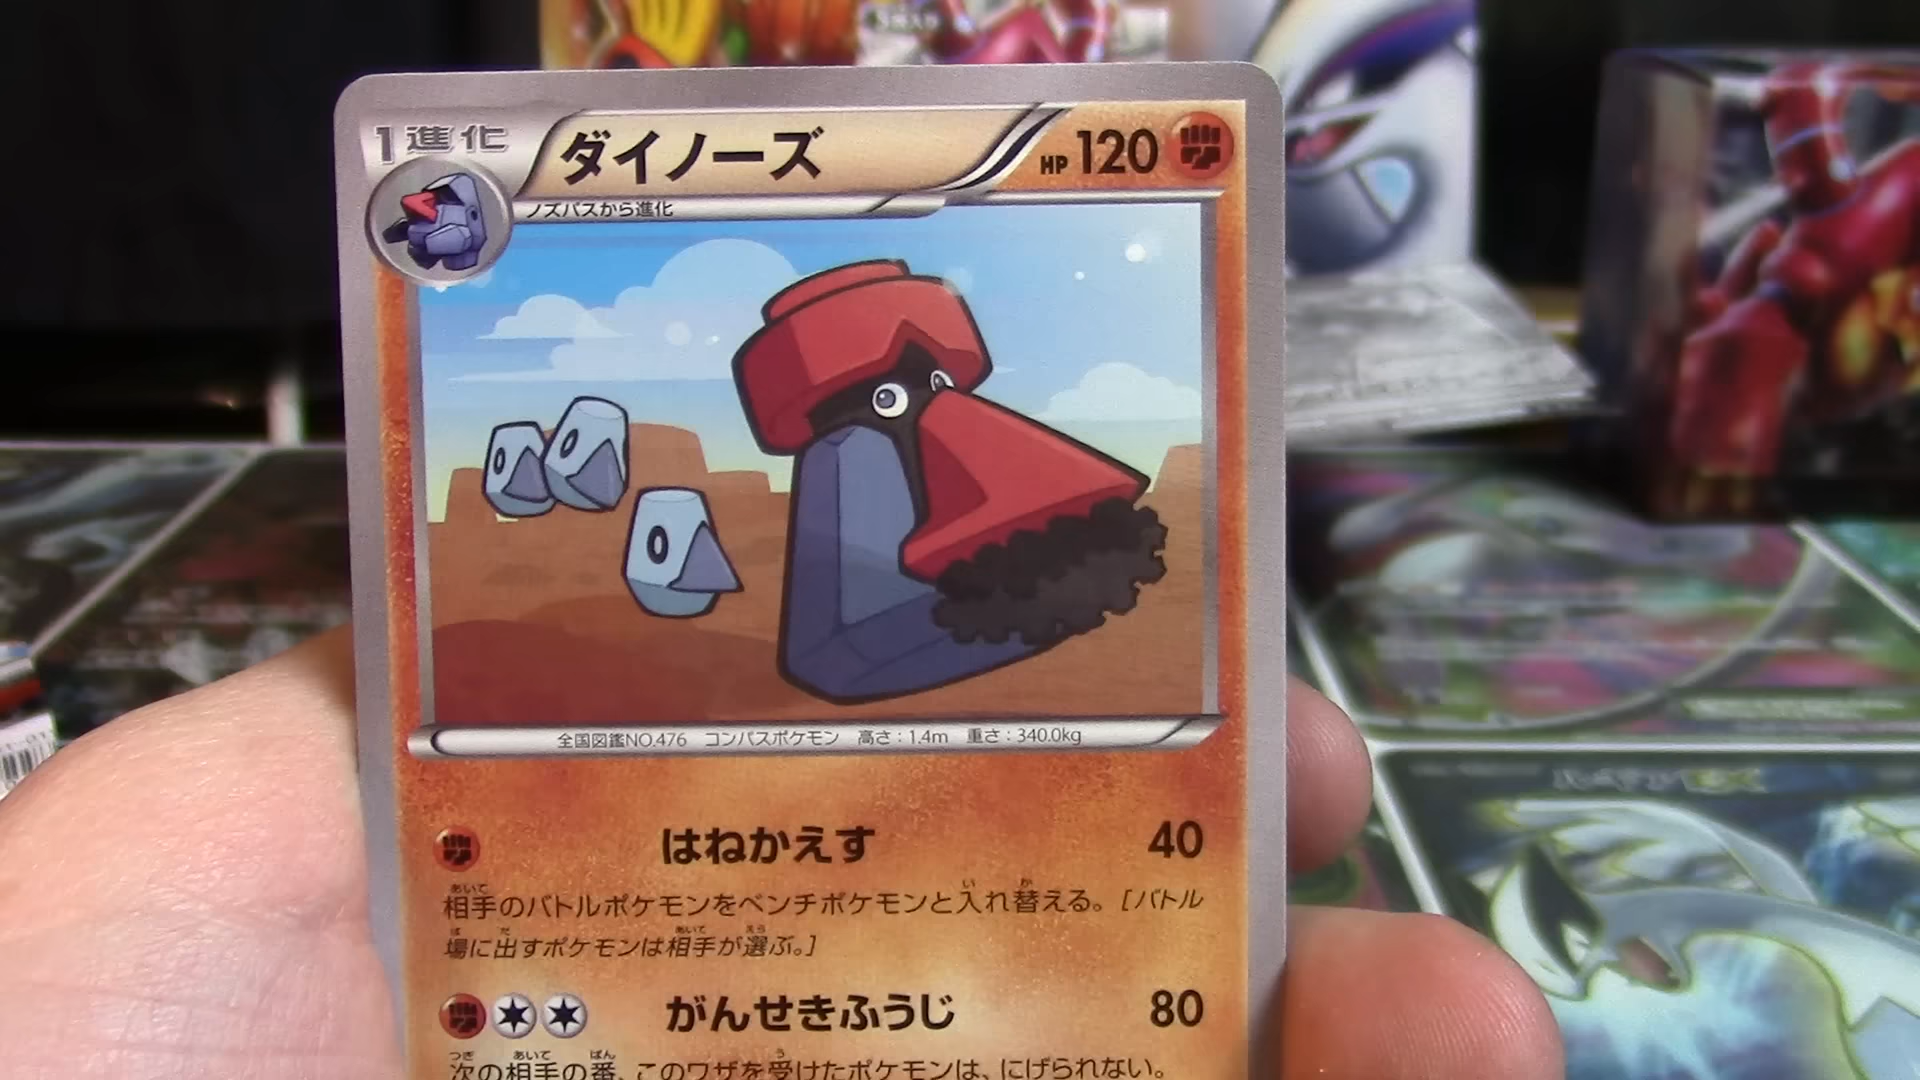 1進化
ダイノーズ
HP 120
ノズパスから進化
全国図鑑NO.476 コンパスポケモン 高さ:1.4m 重さ:340.0kg
はねかえす 40
相手のバトルポケモンをベンチポケモンと入れ替える。[バトル
場に出すポケモンは相手が選ぶ。]
がんせきふうじ 80
次の相手の番、このワザを受けたポケモンは、にげられない。